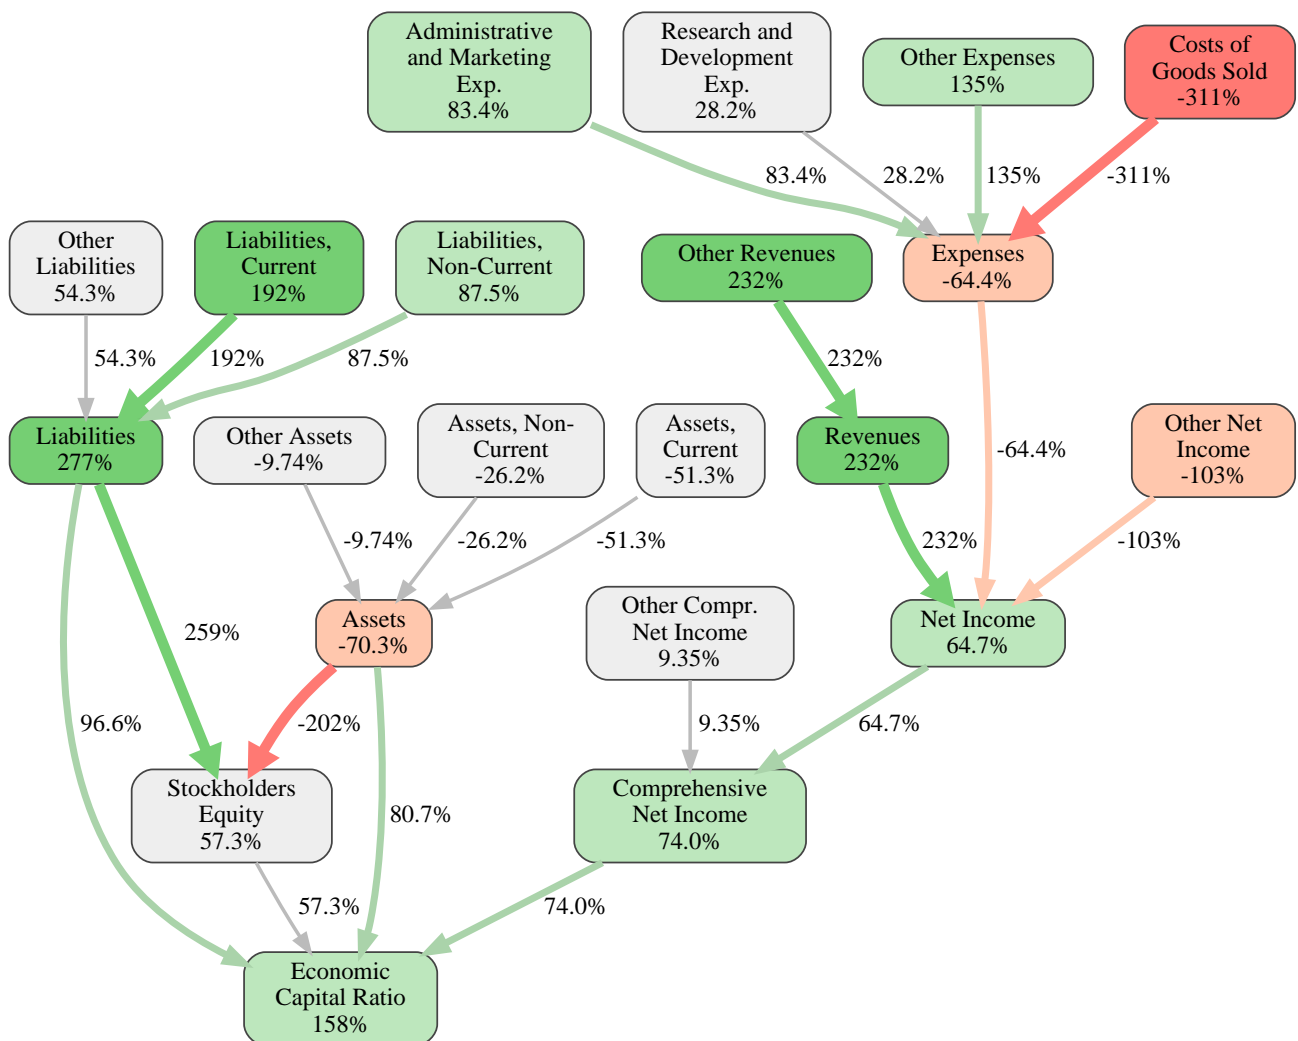 Administrative
and Marketing
Exp.
83.4%
Research and
Development
Exp.
28.2%
Other Expenses
135%
Costs of
Goods Sold
-311%
83.4%
28.2%
135%
-311%
Other
Liabilities
54.3%
Liabilities,
Current
192%
Liabilities,
Non-Current
87.5%
Other Revenues
232%
Expenses
-64.4%
54.3%
192%
87.5%
232%
Liabilities
277%
Other Assets
-9.74%
Assets, Non-
Current
-26.2%
Assets,
Current
-51.3%
Revenues
232%
-64.4%
Other Net
Income
-103%
-9.74%
-26.2%
-51.3%
232%
-103%
259%
Assets
-70.3%
Other Compr.
Net Income
9.35%
Net Income
64.7%
96.6%
-202%
9.35%
64.7%
Stockholders
Equity
57.3%
80.7%
Comprehensive
Net Income
74.0%
57.3%
74.0%
Economic
Capital Ratio
158%